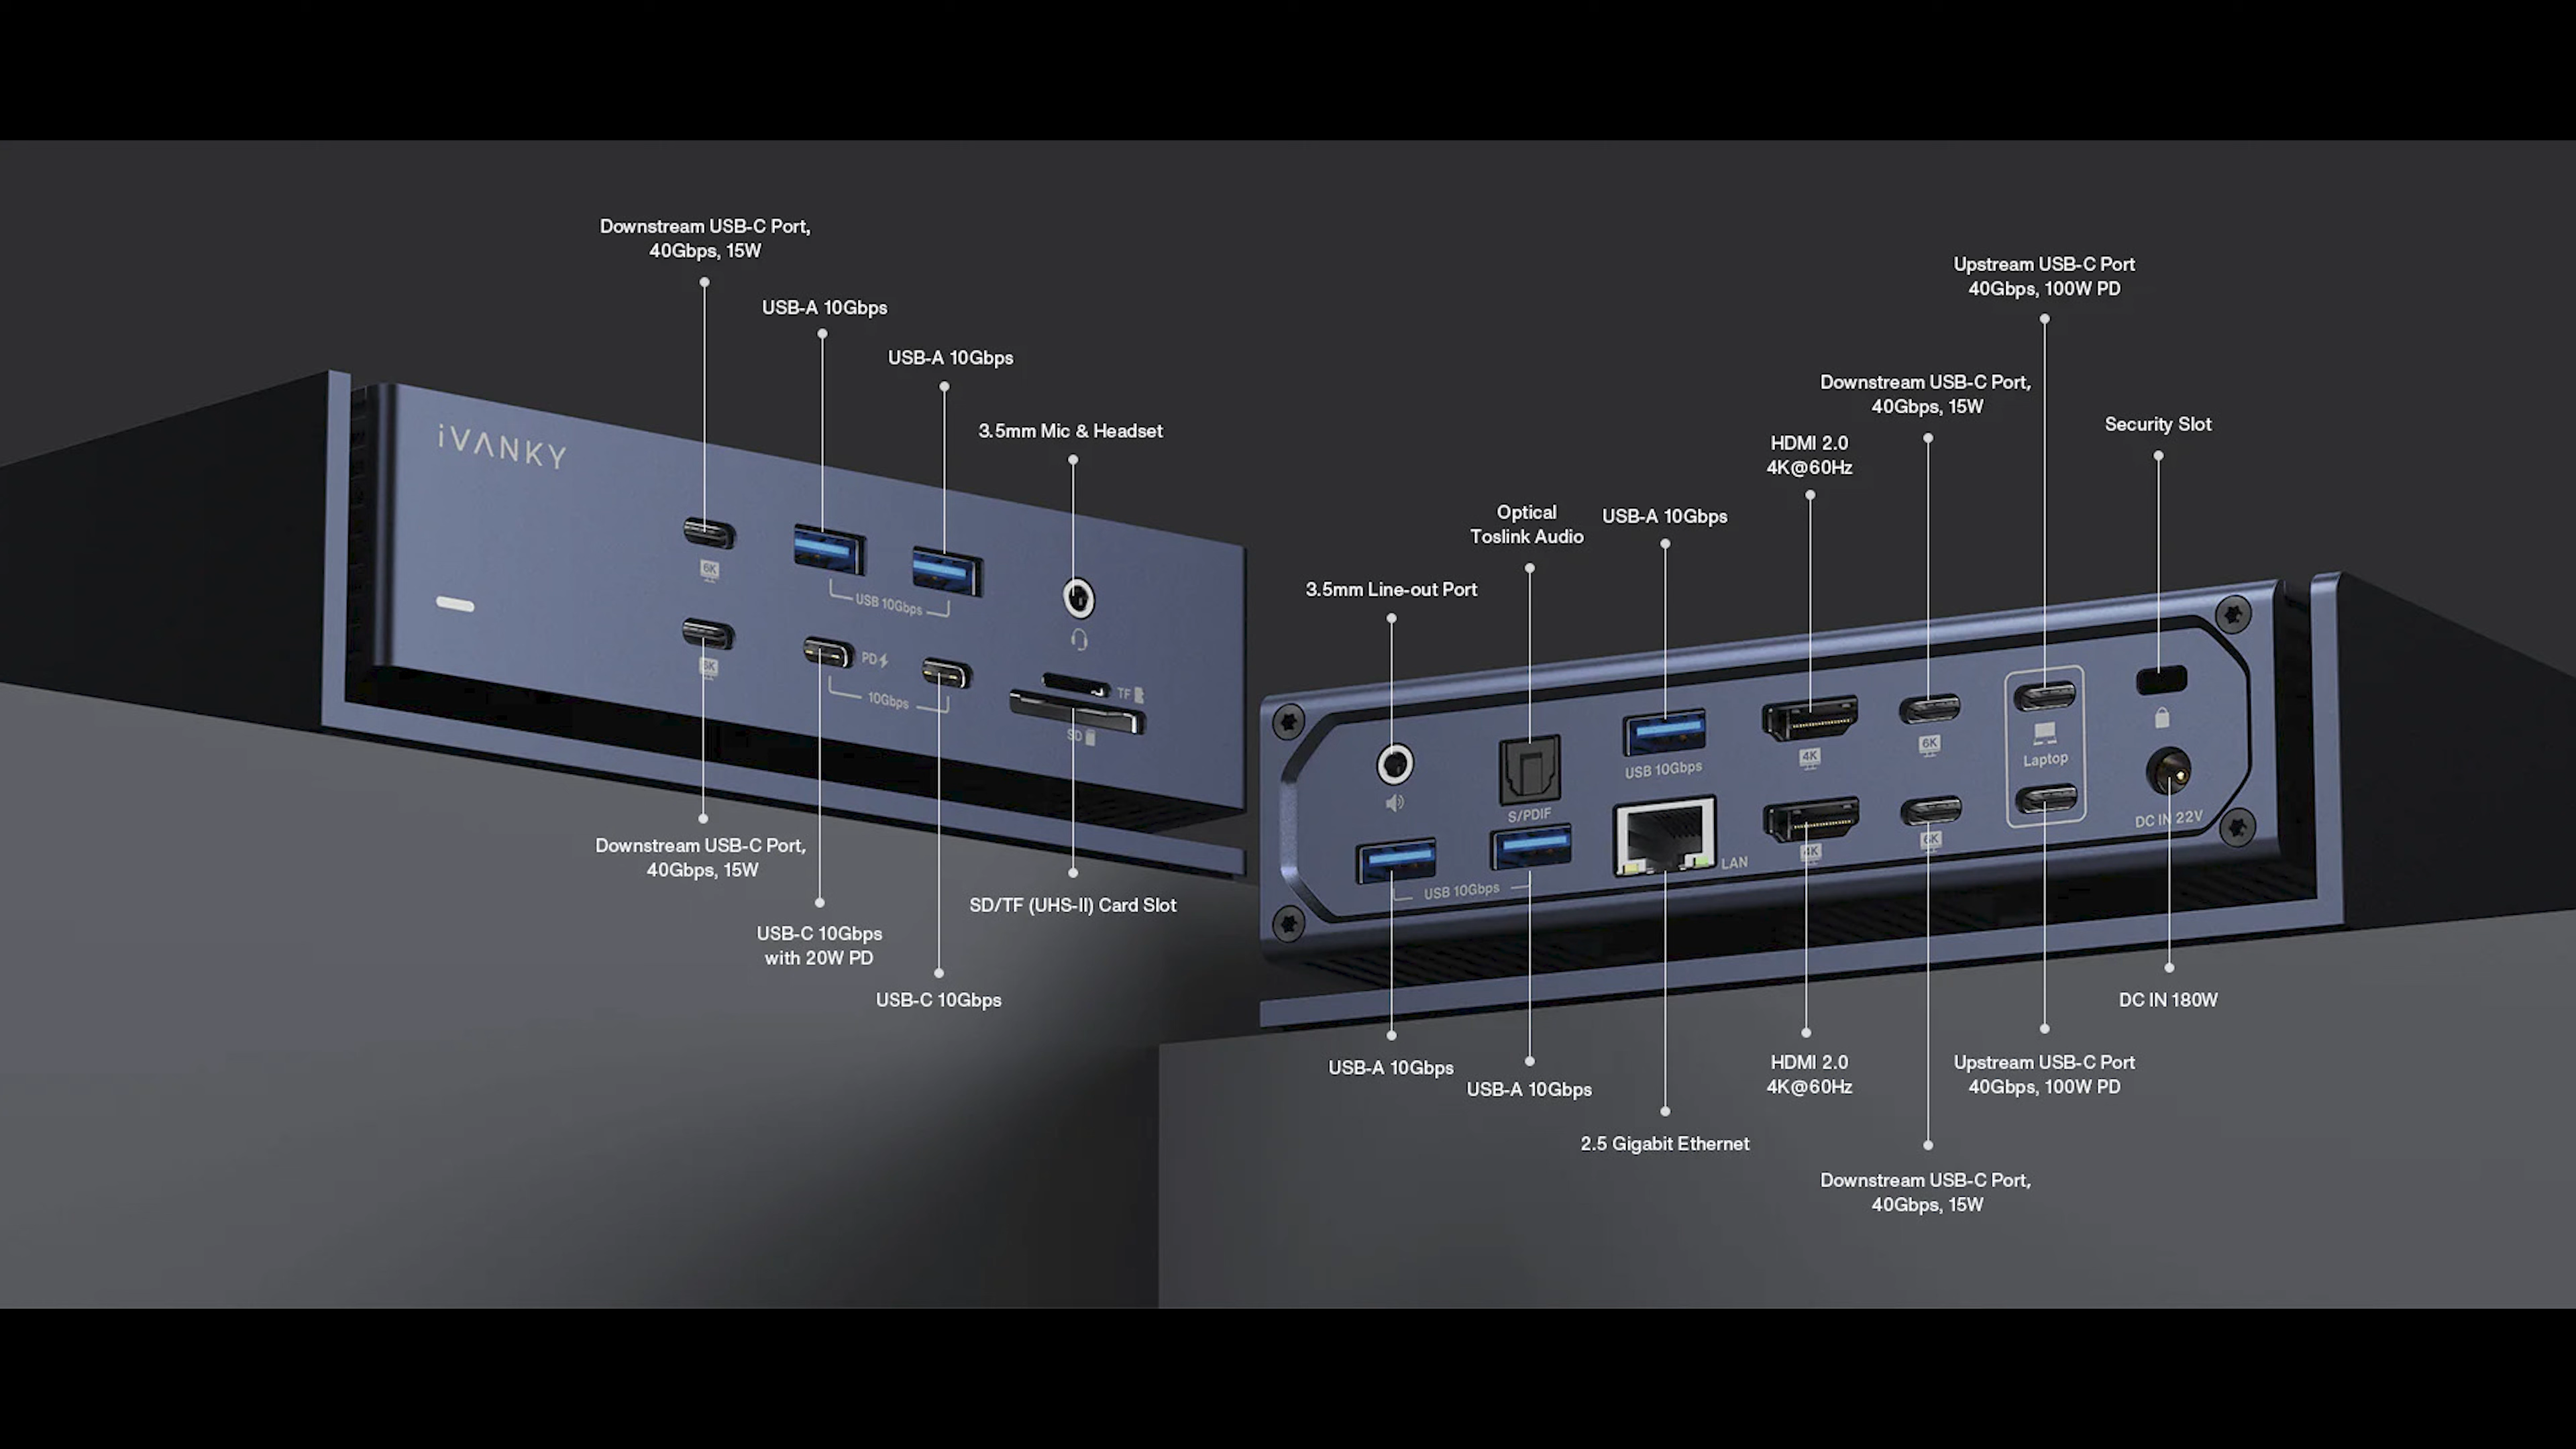 Downstream USB-C Port,
40Gbps, 15W
USB-A 10Gbps
USB-A 10Gbps
3.5mm Mic & Headset
iVANKY
6K
USB 10Gbps
6K
PD
10Gbps
TF
SD
Downstream USB-C Port,
40Gbps, 15W
USB-C 10Gbps
with 20W PD
USB-C 10Gbps
SD/TF (UHS-II) Card Slot
Upstream USB-C Port
40Gbps, 100W PD
Downstream USB-C Port,
40Gbps, 15W
Security Slot
HDMI 2.0
4K@60Hz
Optical
Toslink Audio
USB-A 10Gbps
3.5mm Line-out Port
USB 10Gbps
4K
6K
Laptop
S/PDIF
DC IN 22V
USB 10Gbps
LAN
4K
6K
USB-A 10Gbps
USB-A 10Gbps
2.5 Gigabit Ethernet
HDMI 2.0
4K@60Hz
Downstream USB-C Port,
40Gbps, 15W
Upstream USB-C Port
40Gbps, 100W PD
DC IN 180W